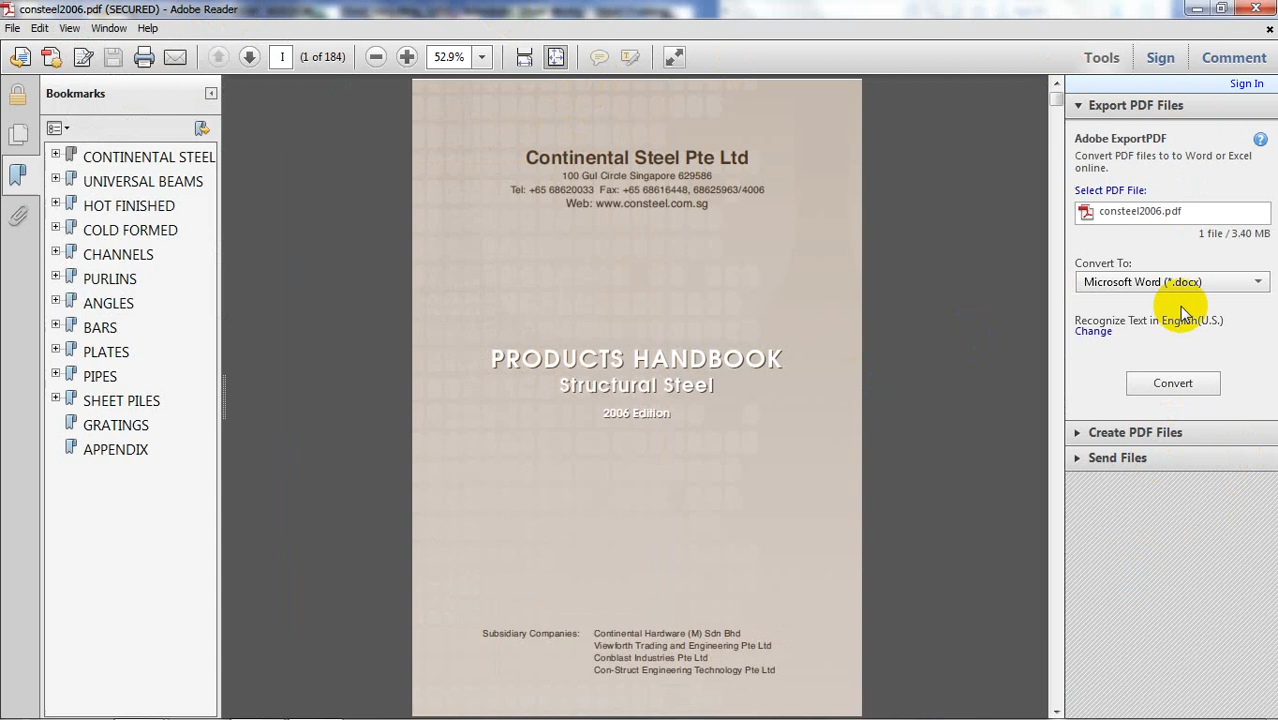 consteel2006.pdf (SECURED) - Adobe Reader
File Edit View Window Help
I (1 of 184) 52.9% Tools Sign Comment
Sign In
Bookmarks
CONTINENTAL STEEL
UNIVERSAL BEAMS
HOT FINISHED
COLD FORMED
CHANNELS
PURLINS
ANGLES
BARS
PLATES
PIPES
SHEET PILES
GRATINGS
APPENDIX
Continental Steel Pte Ltd
100 Gul Circle Singapore 629586
Tel: +65 68620033 Fax: +65 68616448, 68625963/4006
Web: www.consteel.com.sg
PRODUCTS HANDBOOK
Structural Steel
2006 Edition
Subsidiary Companies: Continental Hardware (M) Sdn Bhd
Viewforth Trading and Engineering Pte Ltd
Conblast Industries Pte Ltd
Con-Struct Engineering Technology Pte Ltd
Export PDF Files
Adobe ExportPDF
Convert PDF files to to Word or Excel
online.
Select PDF File:
consteel2006.pdf
1 file / 3.40 MB
Convert To:
Microsoft Word (*.docx)
Recognize Text in English(U.S.)
Change
Convert
Create PDF Files
Send Files